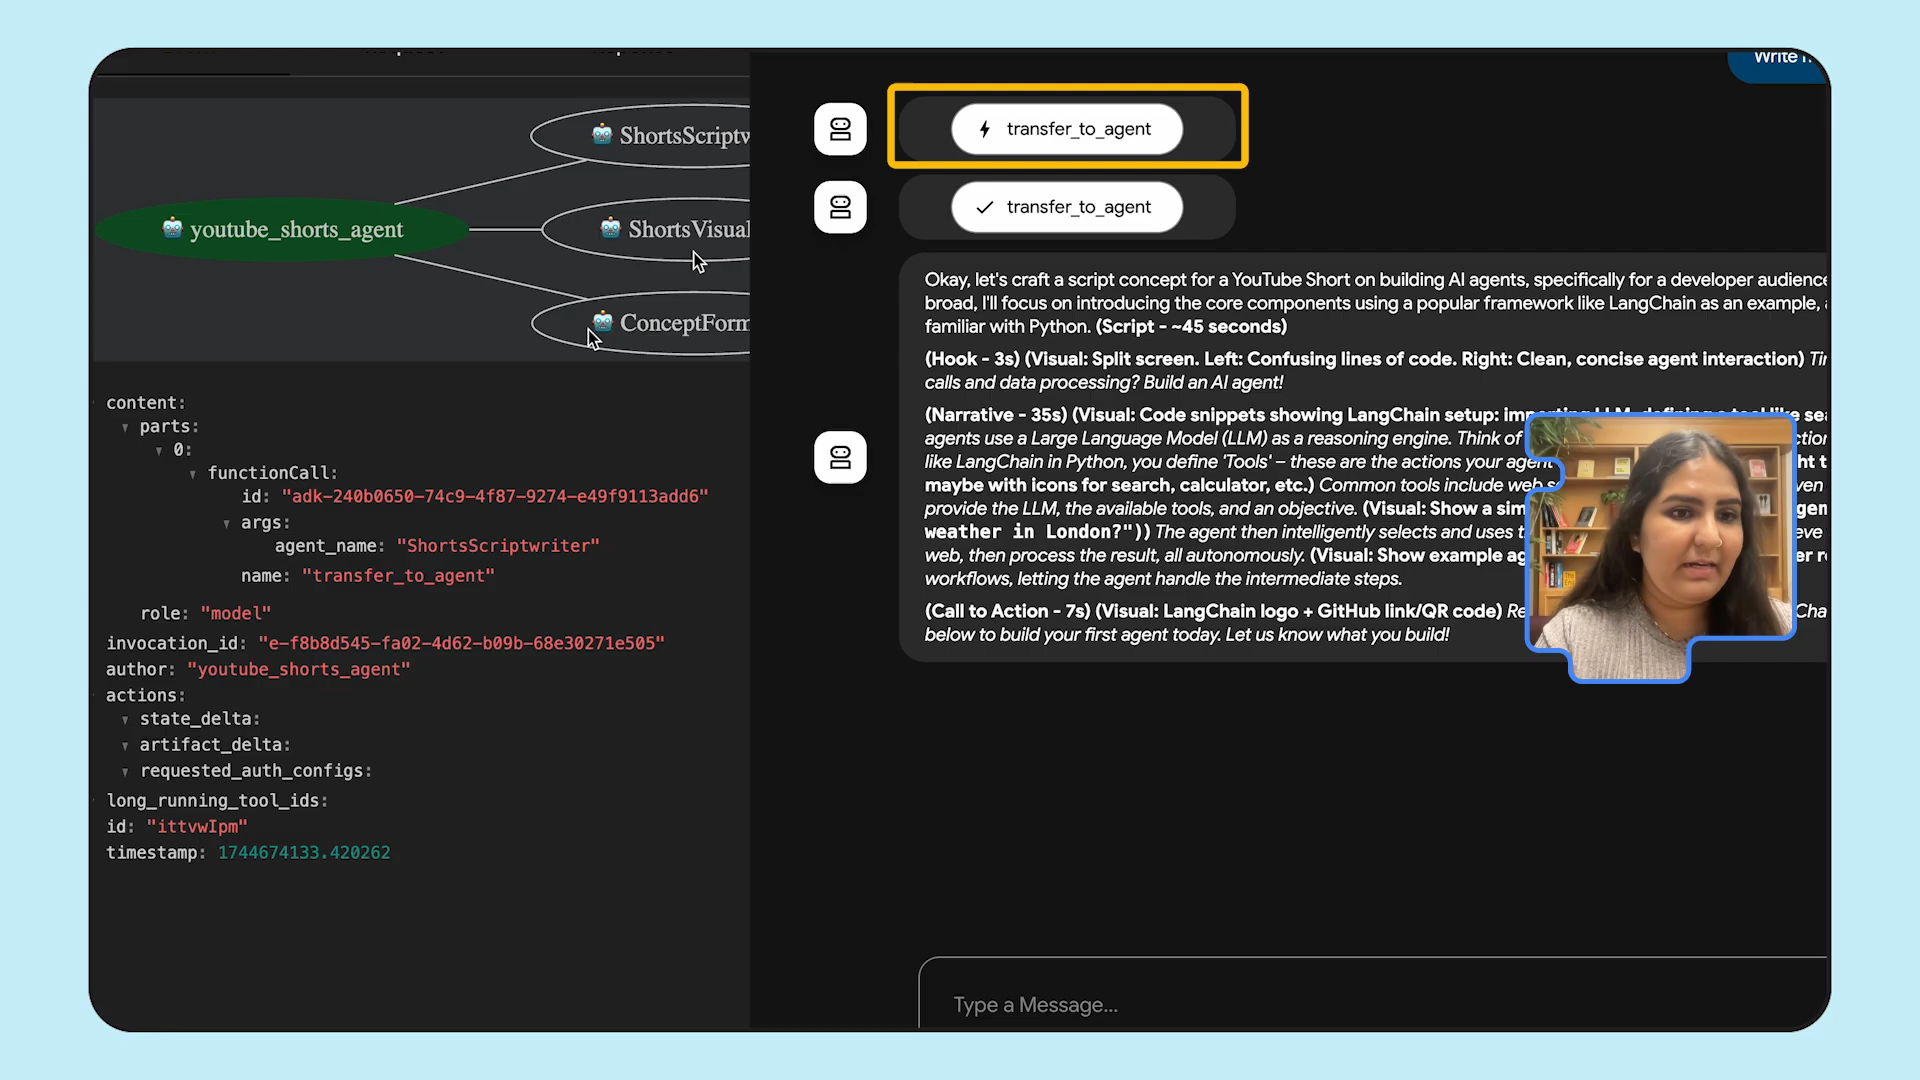 ShortsScriptw
youtube_shorts_agent
ShortsVisual
ConceptForm
content:
parts:
0:
functionCall:
id: "adk-240b0650-74c9-4f87-9274-e49f9113add6"
args:
agent_name: "ShortsScriptwriter"
name: "transfer_to_agent"
role: "model"
invocation_id: "e-f8b8d545-fa02-4d62-b09b-68e30271e505"
author: "youtube_shorts_agent"
actions:
state_delta:
artifact_delta:
requested_auth_configs:
long_running_tool_ids:
id: "ittvwIpm"
timestamp: 1744674133.420262
Write
transfer_to_agent
transfer_to_agent
Okay, let's craft a script concept for a YouTube Short on building AI agents, specifically for a developer audience
broad, I'll focus on introducing the core components using a popular framework like LangChain as an example,
familiar with Python. (Script - ~45 seconds)
(Hook - 3s) (Visual: Split screen. Left: Confusing lines of code. Right: Clean, concise agent interaction)
calls and data processing? Build an AI agent!
(Narrative - 35s) (Visual: Code snippets showing LangChain setup:
agents use a Large Language Model (LLM) as a reasoning engine. Think of
like LangChain in Python, you define 'Tools' – these are the actions your agent
maybe with icons for search, calculator, etc.) Common tools include web
provide the LLM, the available tools, and an objective. (Visual: Show a
weather in London?")) The agent then intelligently selects and uses
web, then process the result, all autonomously. (Visual: Show example
workflows, letting the agent handle the intermediate steps.
(Call to Action - 7s) (Visual: LangChain logo + GitHub link/QR code)
below to build your first agent today. Let us know what you build!
Type a Message...